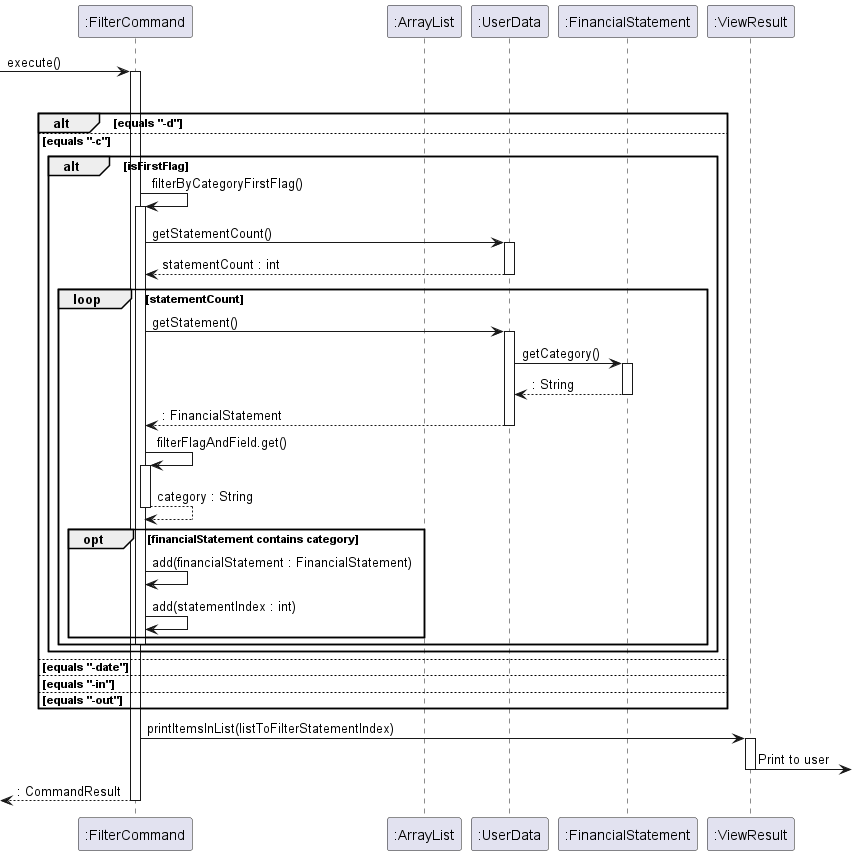 :FilterCommand :ArrayList :UserData :FinancialStatement :ViewResult
execute()
alt [equals "-d"]
[equals "-c"]
alt [isFirstFlag]
filterByCategoryFirstFlag()
getStatementCount()
statementCount : int
loop [statementCount]
getStatement()
getCategory()
: String
: FinancialStatement
filterFlagAndField.get()
category : String
opt [financialStatement contains category]
add(financialStatement : FinancialStatement)
add(statementIndex : int)
[equals "-date"]
[equals "-in"]
[equals "-out"]
printItemsInList(listToFilterStatementIndex)
Print to user
: CommandResult
:FilterCommand :ArrayList :UserData :FinancialStatement :ViewResult